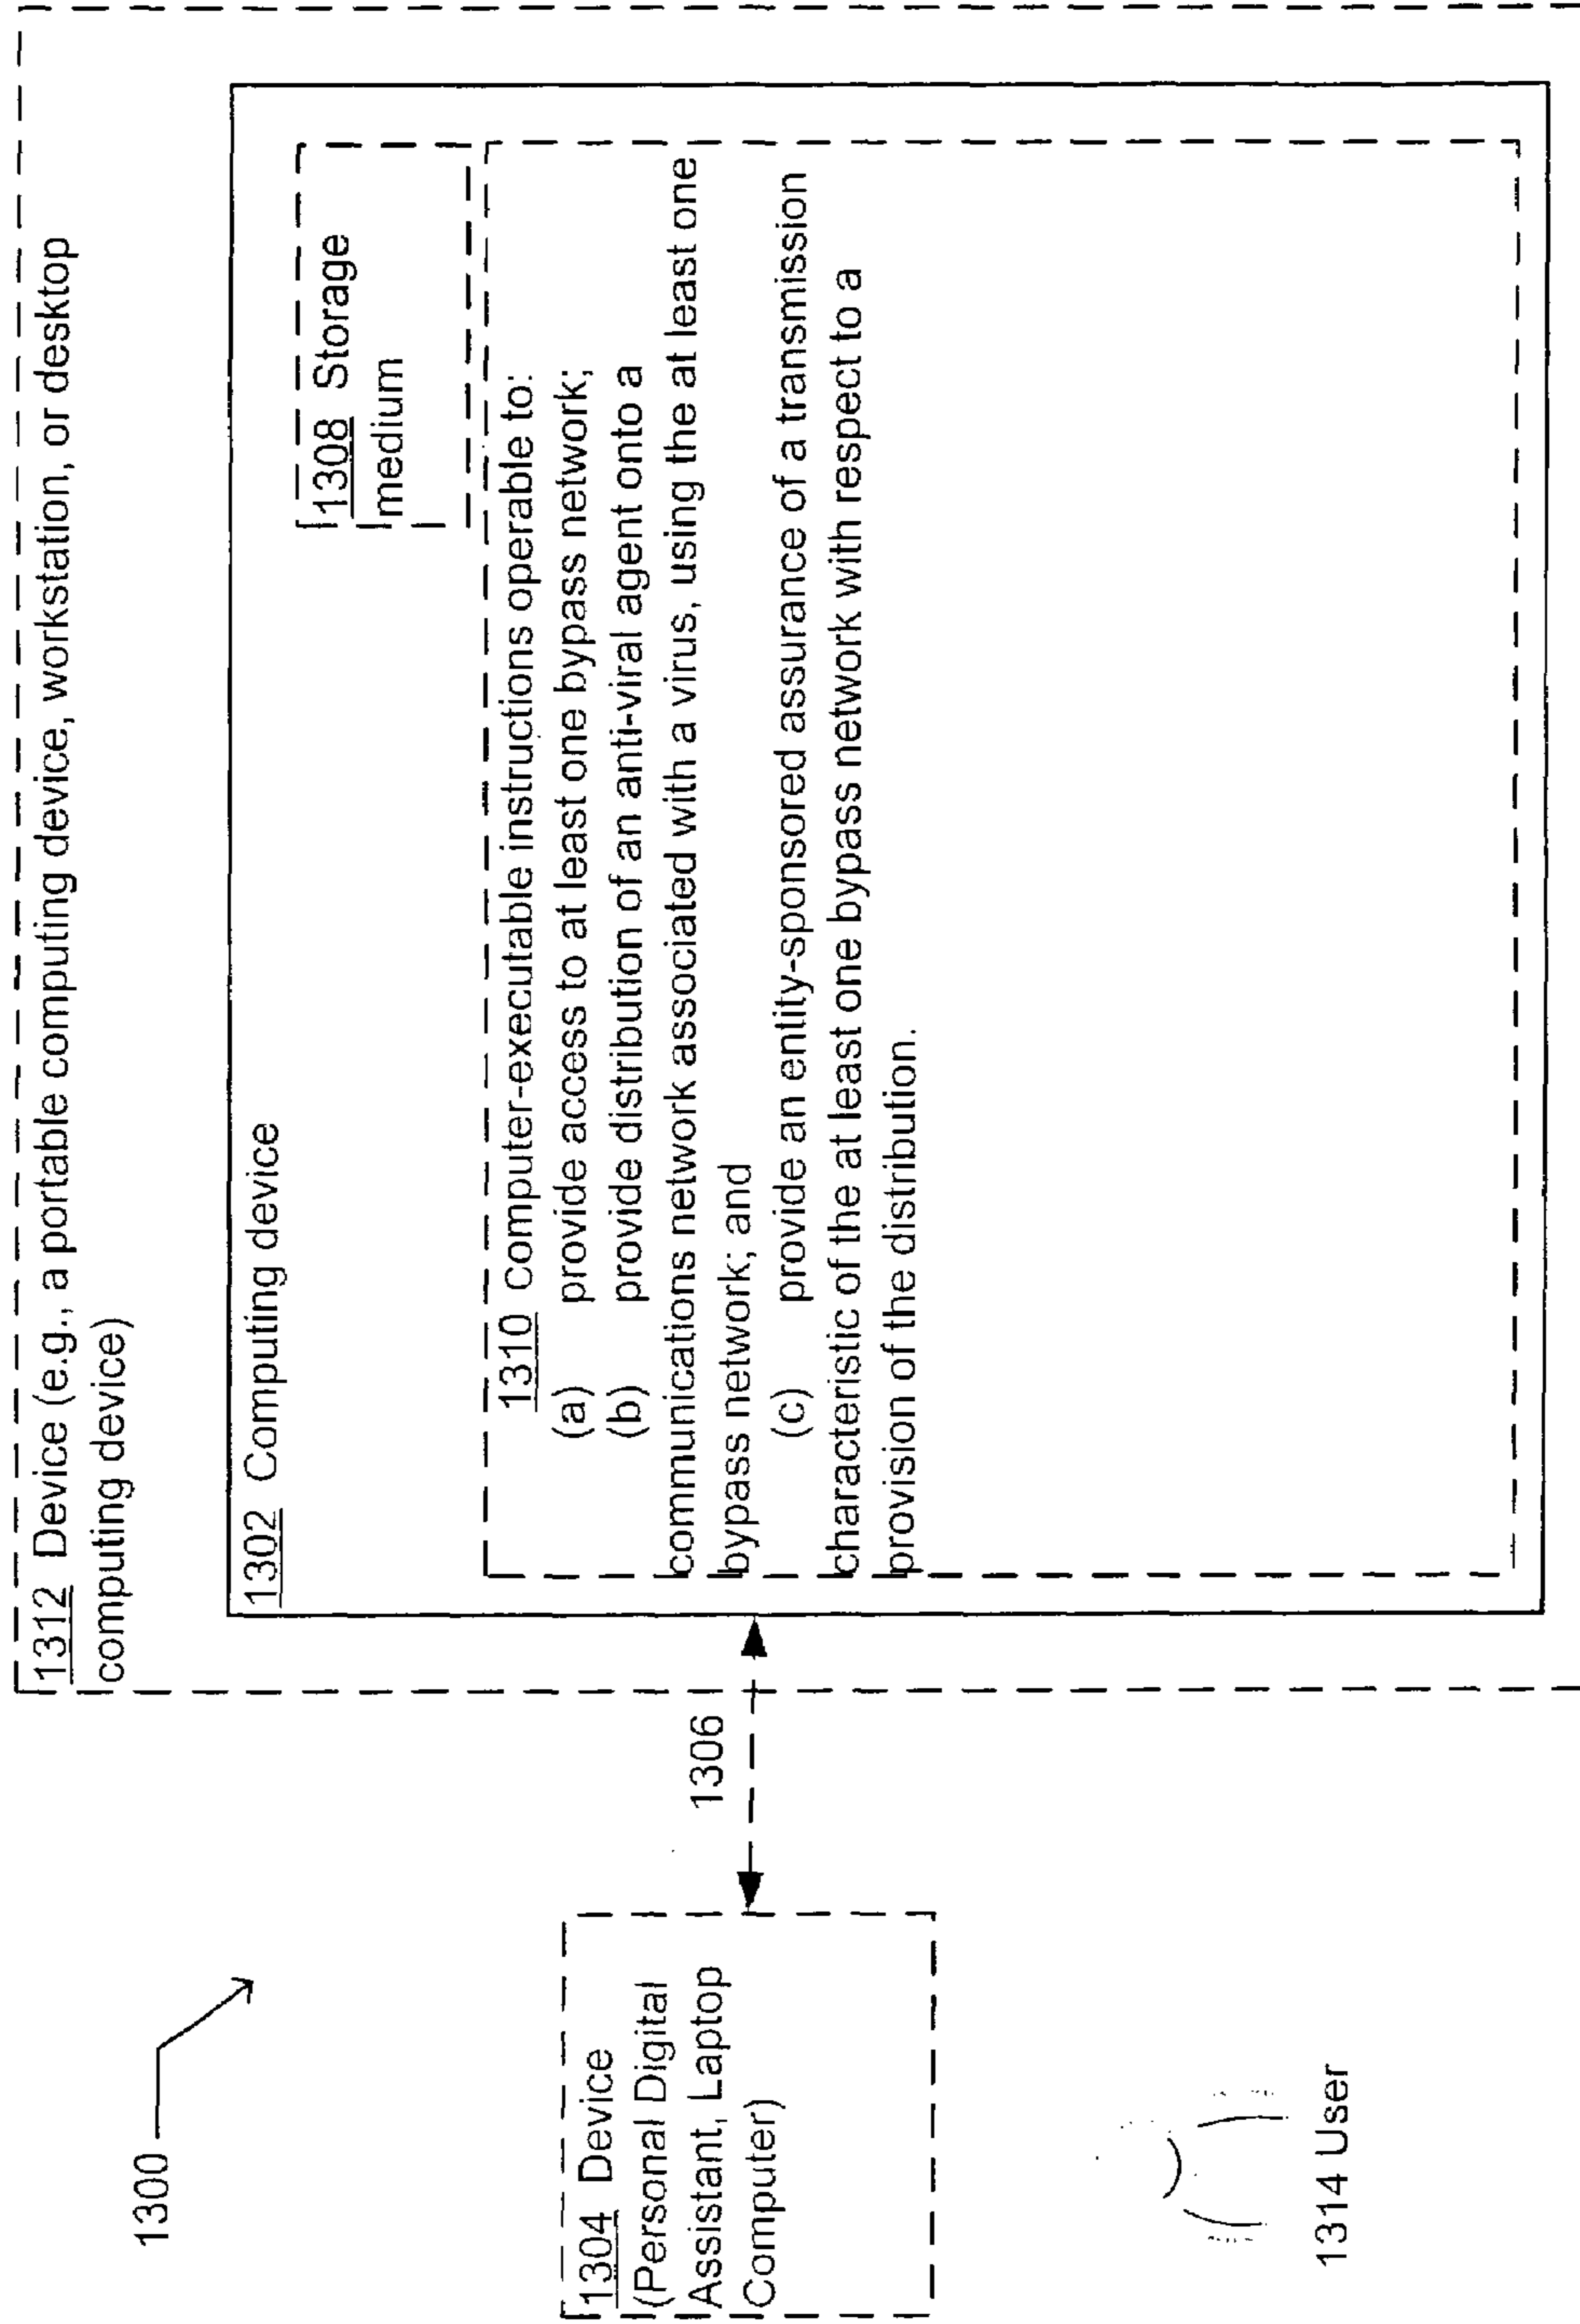 1300
1312 Device (e.g., a portable computing device, workstation, or desktop
computing device)
1302 Computing device
1308 Storage
medium
1310 computer-executable instructions operable to:
(a) provide access to at least one bypass network;
(b) provide distribution of an anti-viral agent onto a
communications network associated with a virus, using the at least one
bypass network; and
(c) provide an entity-sponsored assurance of a transmission
characteristic of the at least one bypass network with respect to a
provision of the distribution.
1306
1304 Device
(Personal Digital
Assistant, Laptop
Computer)
1314 User